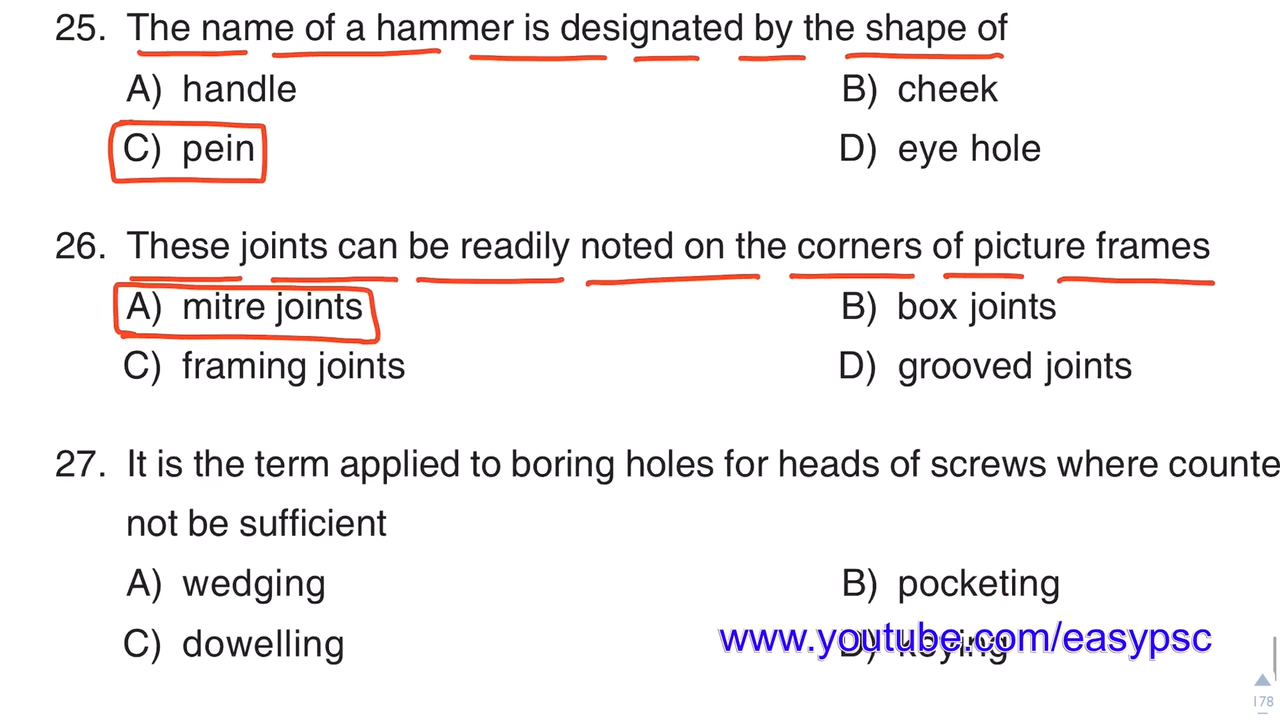 25. The name of a hammer is designated by the shape of
A) handle
B) cheek
C) pein
D) eye hole
26. These joints can be readily noted on the corners of picture frames
A) mitre joints
B) box joints
C) framing joints
D) grooved joints
27. It is the term applied to boring holes for heads of screws where counte
not be sufficient
A) wedging
B) pocketing
C) dowelling
D) keying
www.youtube.com/easypsc
178